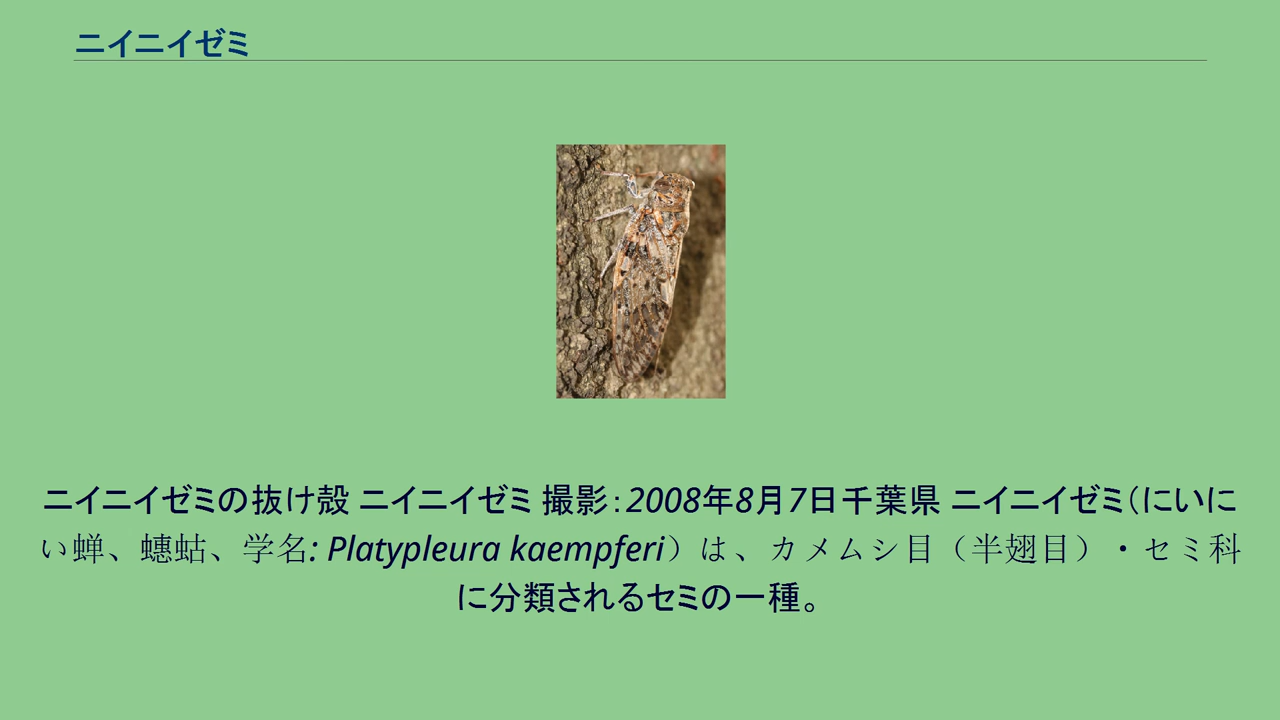 ニイニイゼミ
ニイニイゼミの抜け殻 ニイニイゼミ 撮影：2008年8月7日千葉県 ニイニイゼミ（にいに
い蝉、蟪蛄、学名: Platypleura kaempferi）は、カメムシ目（半翅目）・セミ科
に分類されるセミの一種。